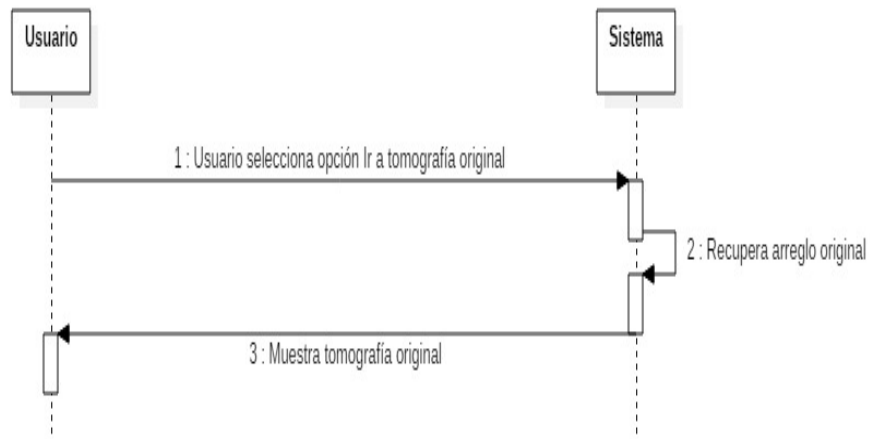 Usuario
Sistema
1 : Usuario selecciona opción Ir a tomografía original
2 : Recupera arreglo original
3 : Muestra tomografía original